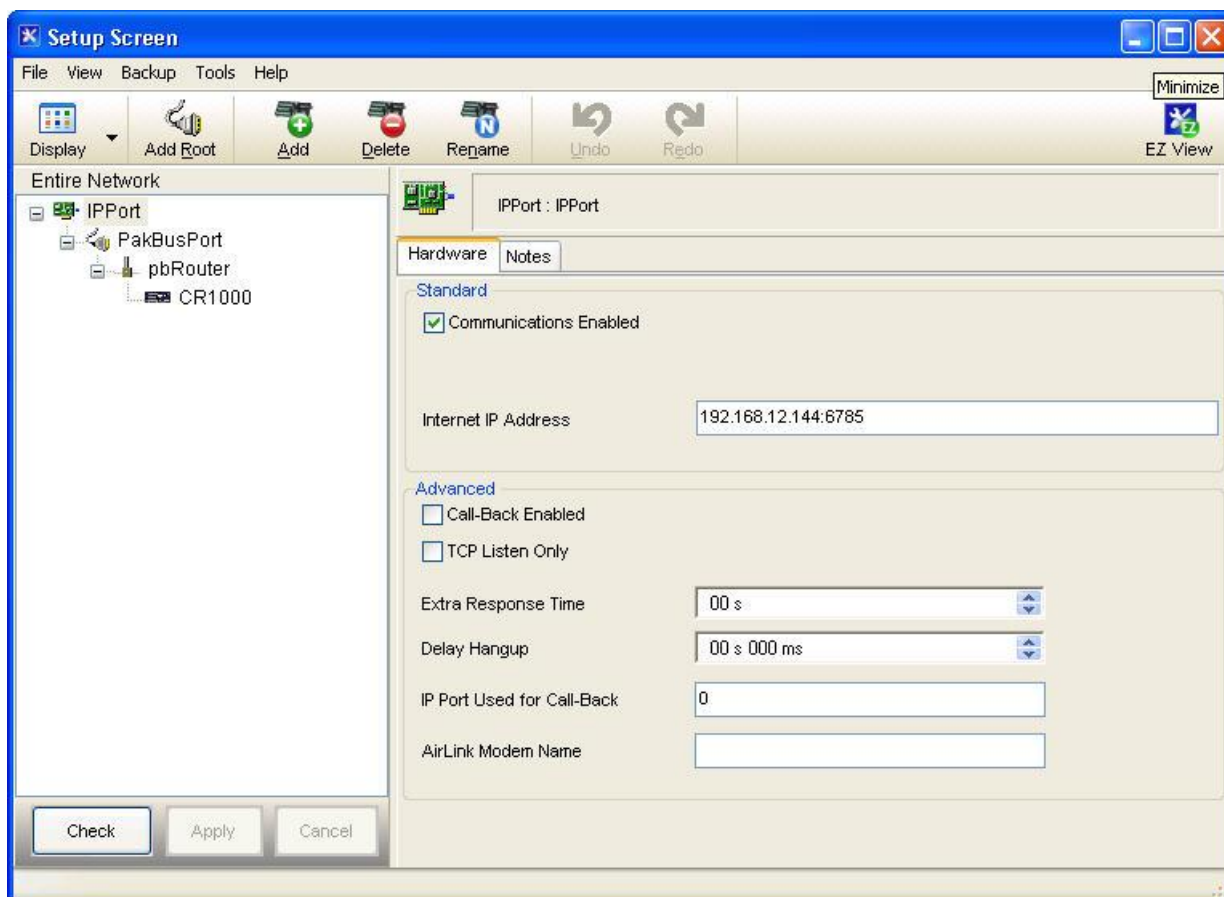 Setup Screen
File View Backup Tools Help
Minimize
Display Add Root Add Delete Rename Undo Redo EZ View
Entire Network
IPPort
PakBusPort
pbRouter
CR1000
IPPort : IPPort
Hardware Notes
Standard
Communications Enabled
Internet IP Address 192.168.12.144:6785
Advanced
Call-Back Enabled
TCP Listen Only
Extra Response Time 00 s
Delay Hangup 00 s 000 ms
IP Port Used for Call-Back 0
AirLink Modem Name
Check Apply Cancel